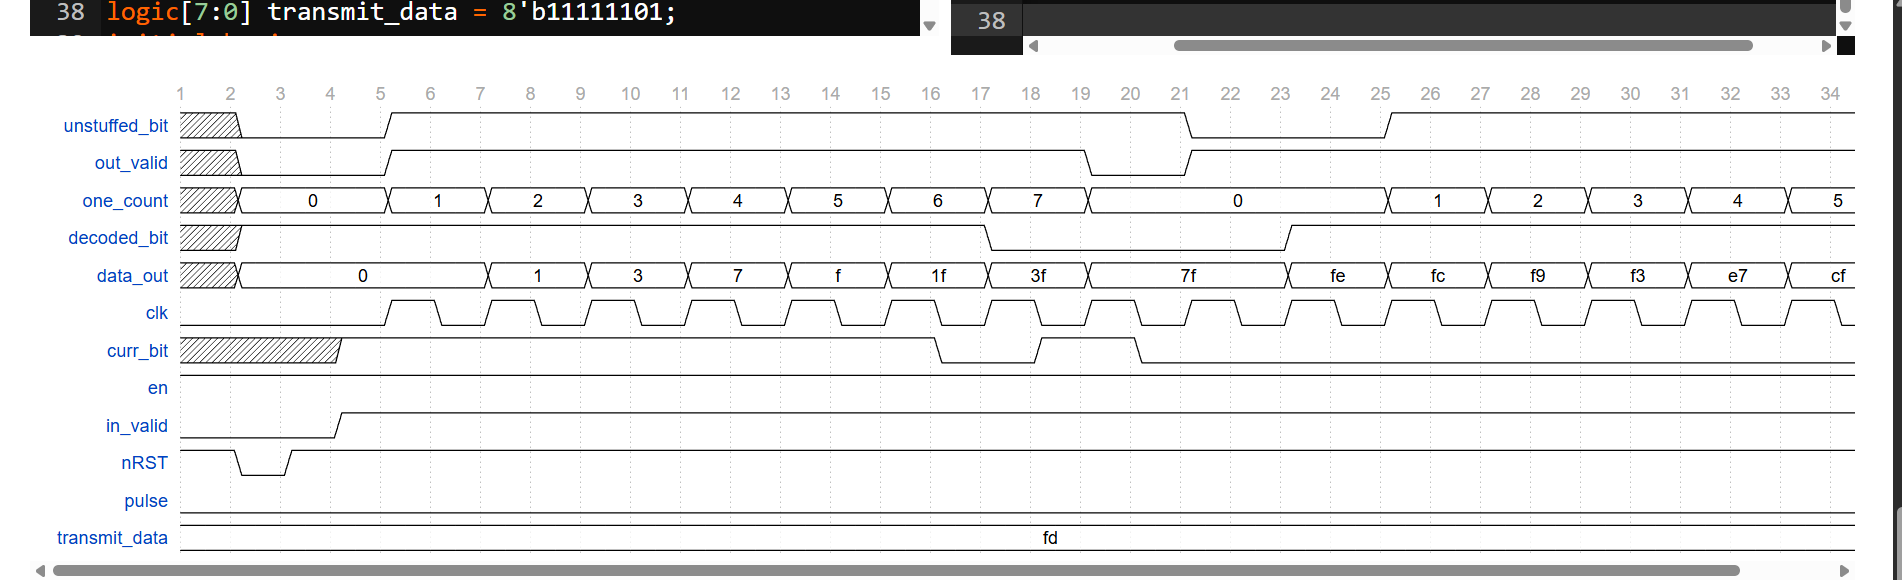 38 logic[7:0] transmit_data = 8'b11111101;
38
1 2 3 4 5 6 7 8 9 10 11 12 13 14 15 16 17 18 19 20 21 22 23 24 25 26 27 28 29 30 31 32 33 34
unstuffed_bit
out_valid
one_count 0 1 2 3 4 5 6 7 0 1 2 3 4 5
decoded_bit
data_out 0 1 3 7 f 1f 3f 7f fe fc f9 f3 e7 cf
clk
curr_bit
en
in_valid
nRST
pulse
transmit_data fd